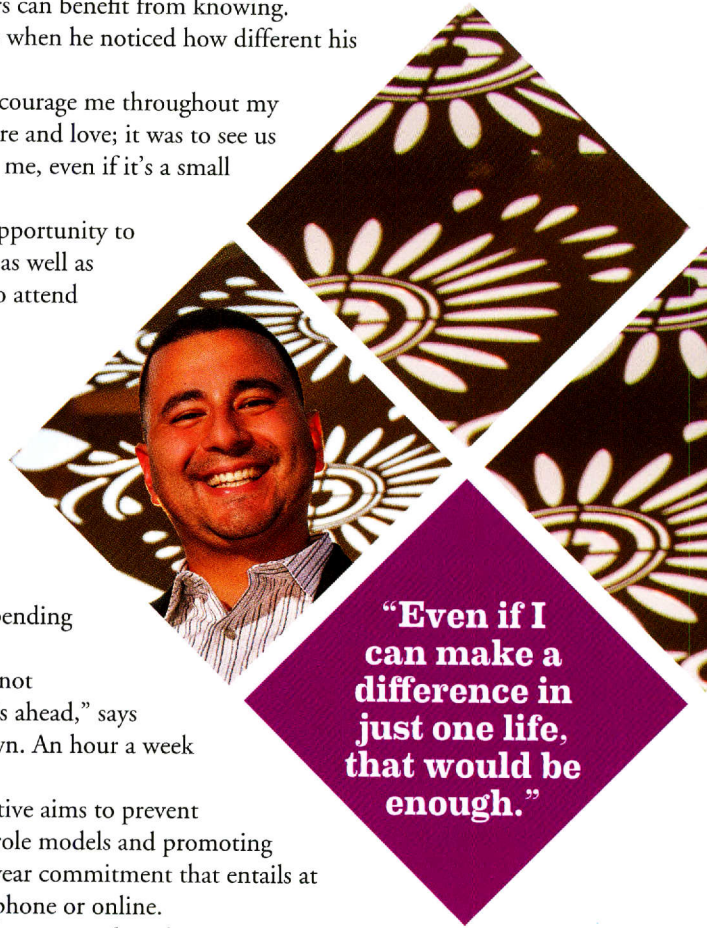 rs can benefit from knowing.
when he noticed how different his
courage me throughout my
re and love; it was to see us
me, even if it's a small
pportunity to
as well as
o attend
pending
not
s ahead,” says
wn. An hour a week
tive aims to prevent
role models and promoting
year commitment that entails at
phone or online.
“Even if I
can make a
difference in
just one life,
that would be
enough.”